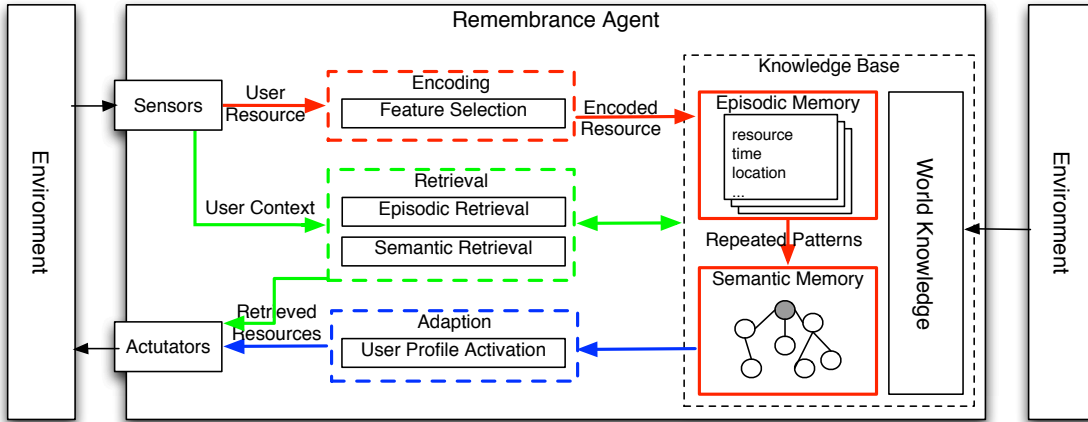 Remembrance Agent
Environment
Sensors
User
Resource
Encoding
Feature Selection
Encoded
Resource
Knowledge Base
Episodic Memory
resource
time
location
...
World Knowledge
Environment
User Context
Retrieval
Episodic Retrieval
Semantic Retrieval
Repeated Patterns
Semantic Memory
Retrieved
Resources
Actutators
Adaption
User Profile Activation